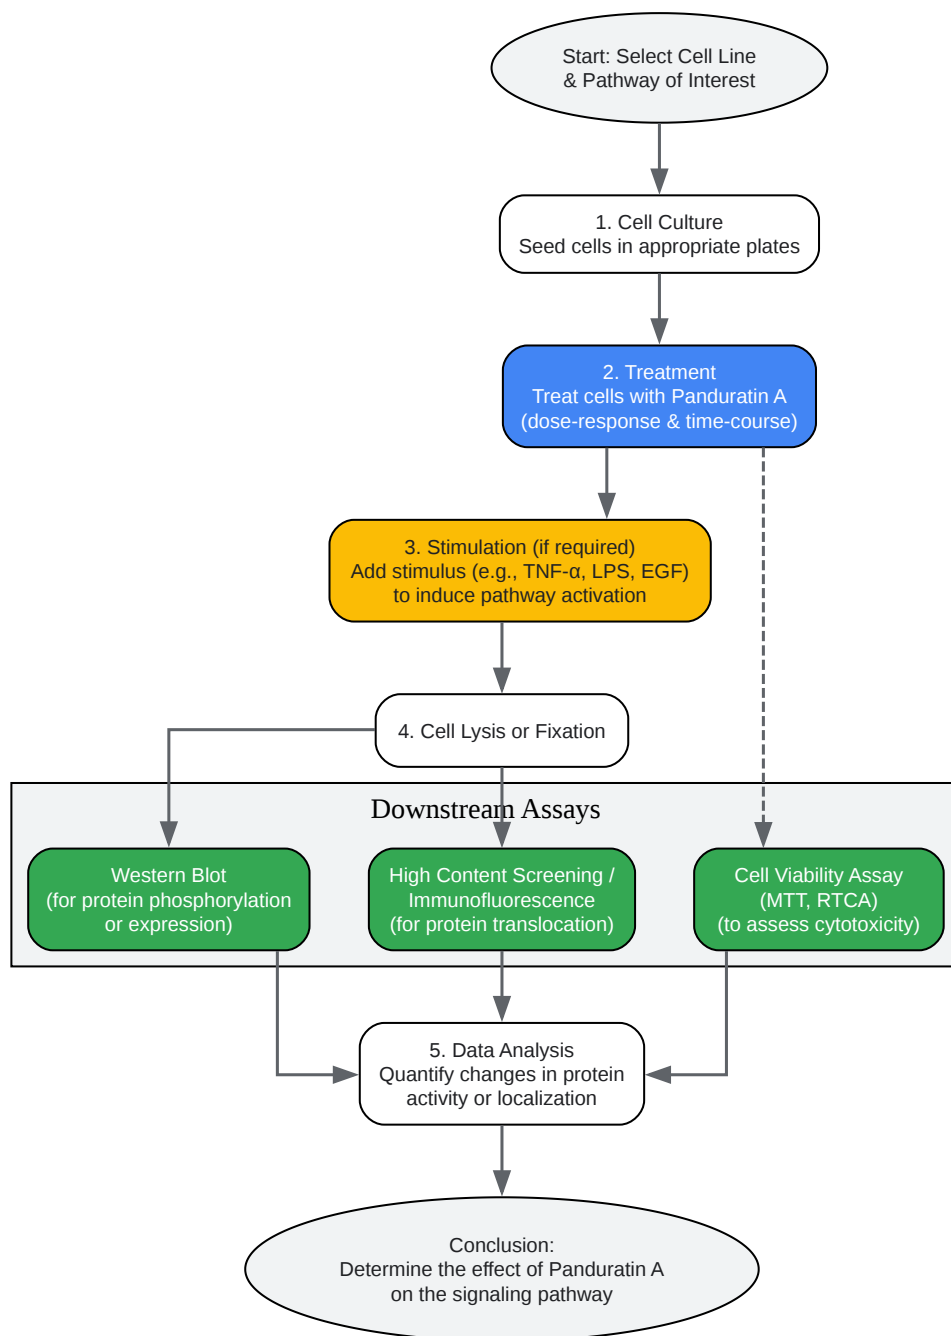 Start: Select Cell Line
& Pathway of Interest
1. Cell Culture
Seed cells in appropriate plates
2. Treatment
Treat cells with Panduratin A
(dose-response & time-course)
3. Stimulation (if required)
Add stimulus (e.g., TNF-α, LPS, EGF)
to induce pathway activation
4. Cell Lysis or Fixation
Downstream Assays
Western Blot
(for protein phosphorylation
or expression)
High Content Screening /
Immunofluorescence
(for protein translocation)
Cell Viability Assay
(MTT, RTCA)
(to assess cytotoxicity)
5. Data Analysis
Quantify changes in protein
activity or localization
Conclusion:
Determine the effect of Panduratin A
on the signaling pathway